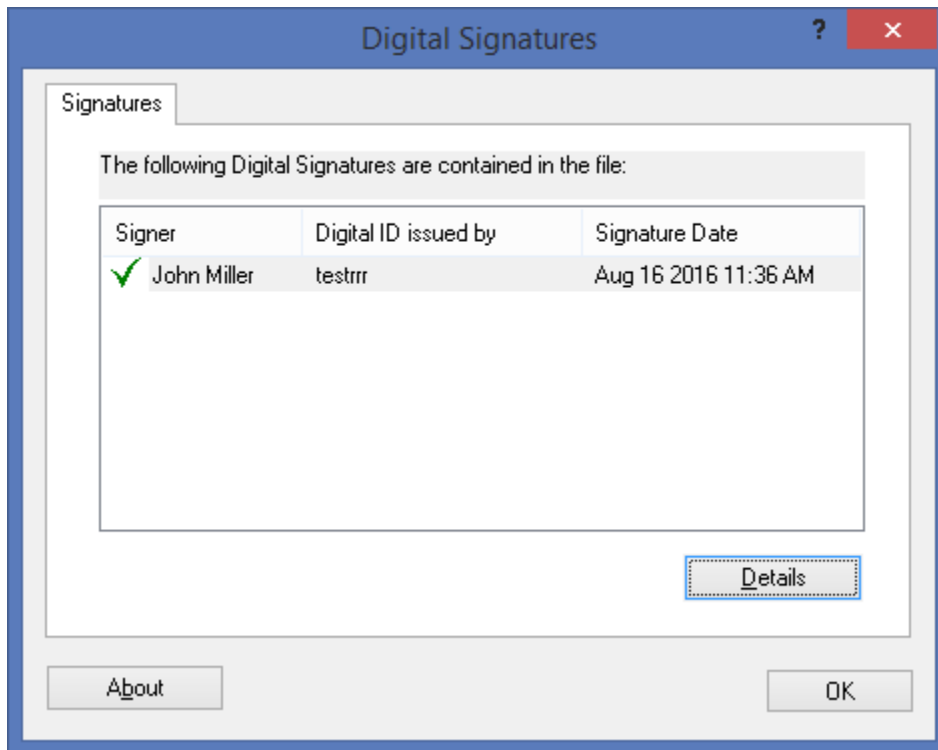 Digital Signatures ?
Signatures
The following Digital Signatures are contained in the file:
Signer Digital ID issued by Signature Date
John Miller testrrr Aug 16 2016 11:36 AM
Details
About OK